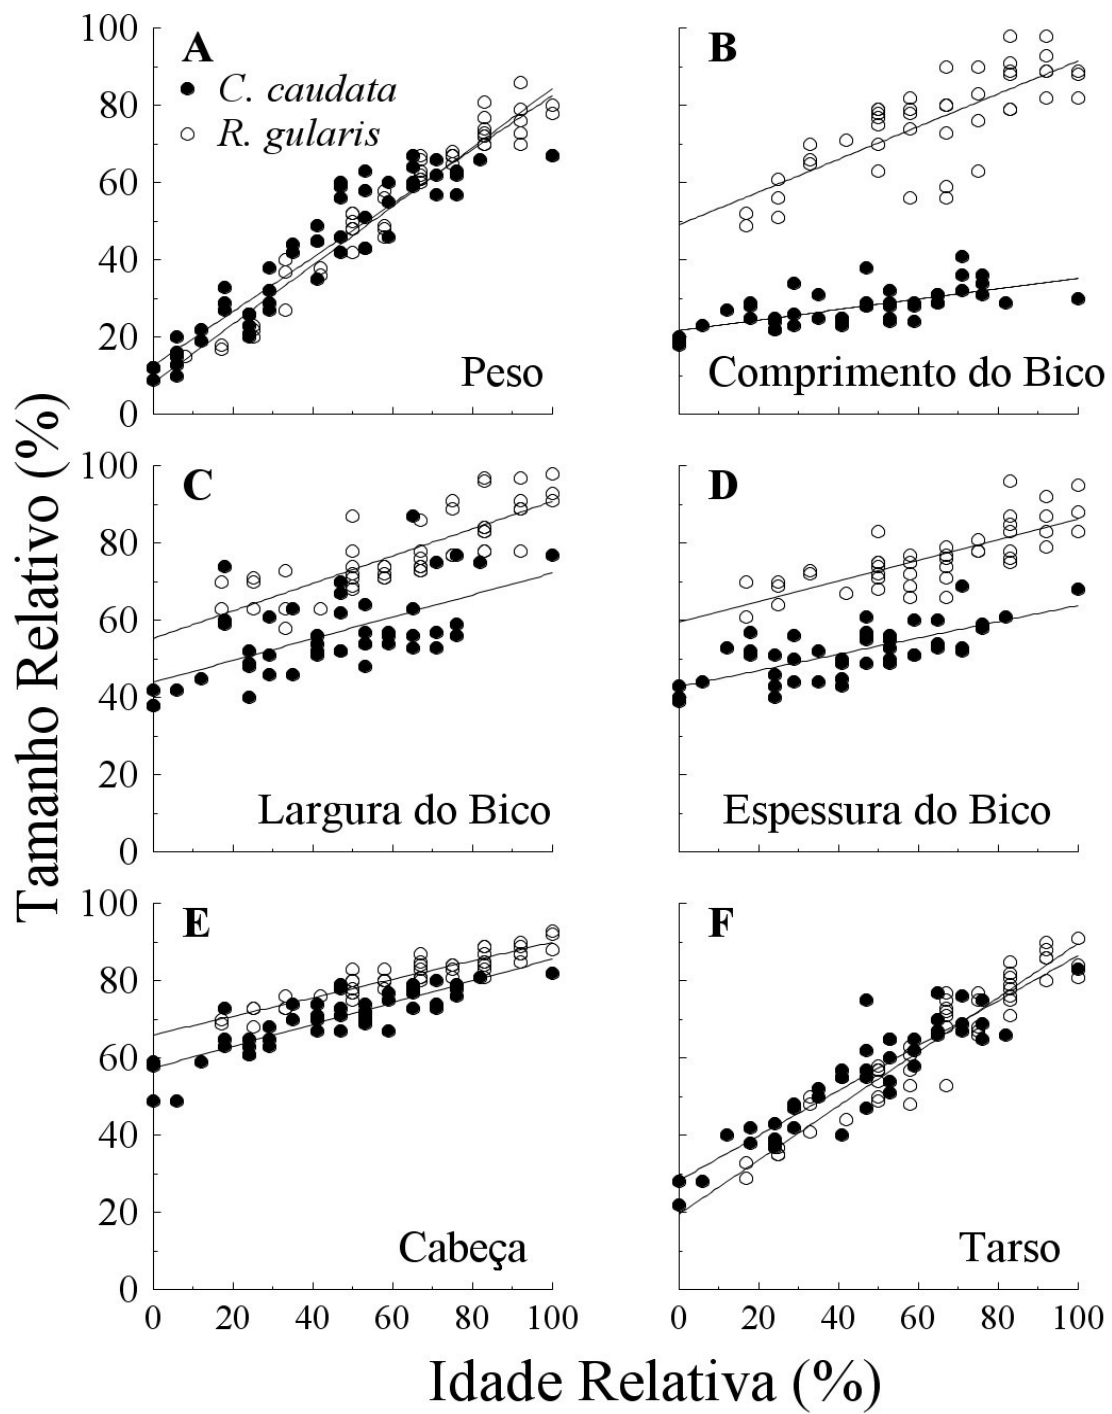 Tamanho Relativo (%)
100
80
60
40
20
0
A
C. caudata
R. gularis
Peso
B
Comprimento do Bico
100
80
60
40
20
0
C
Largura do Bico
D
Espessura do Bico
100
80
60
40
20
0
E
Cabeça
F
Tarso
0 20 40 60 80 100
0 20 40 60 80 100
Idade Relativa (%)